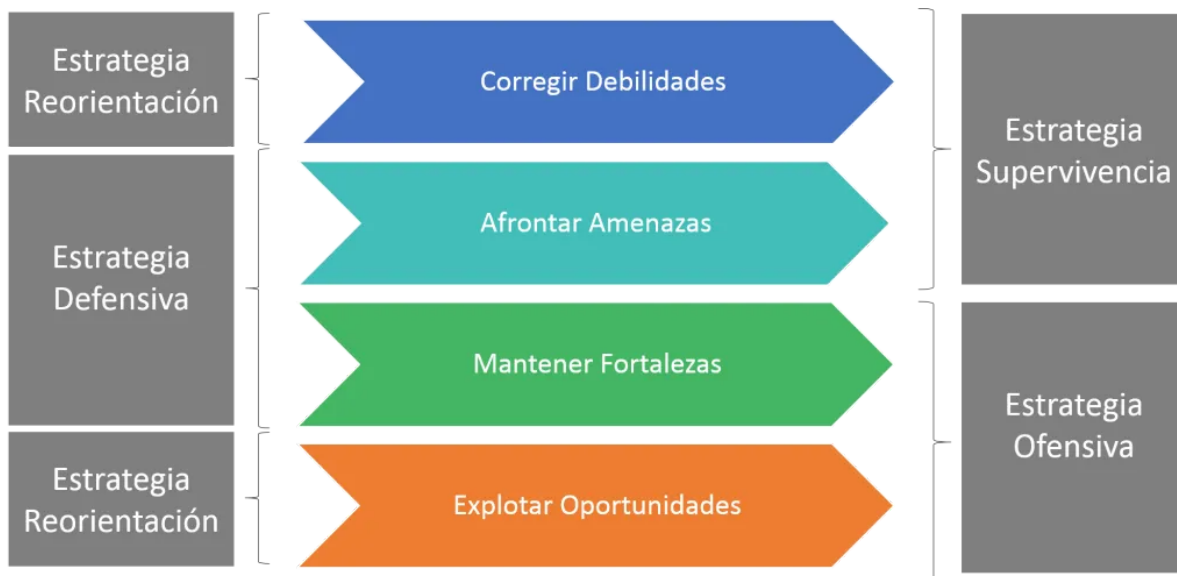 Estrategia
Reorientación
Corregir Debilidades
Estrategia
Supervivencia
Estrategia
Defensiva
Afrontar Amenazas
Mantener Fortalezas
Estrategia
Ofensiva
Estrategia
Reorientación
Explotar Oportunidades